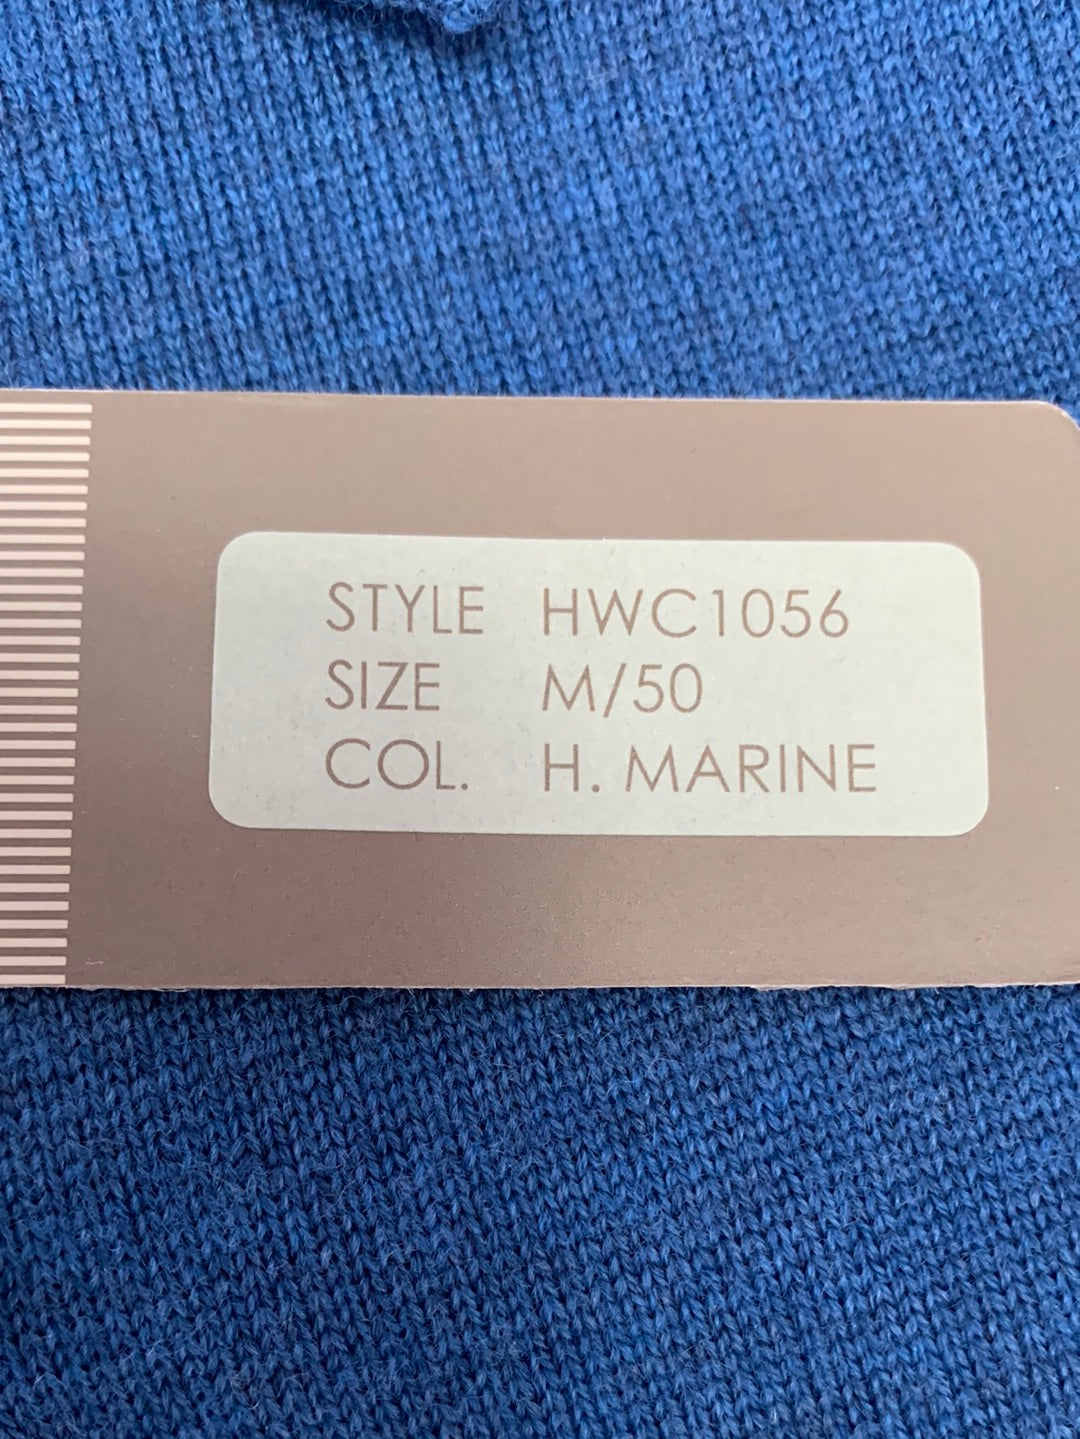 STYLE HWC1056
SIZE M/50
COL. H. MARINE